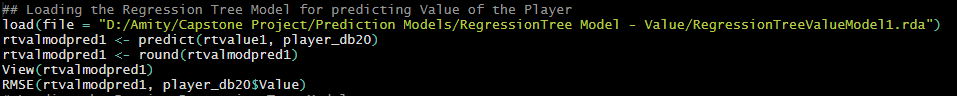 ## Loading the Regression Tree Model for predicting Value of the Player
load(file = "D:/Amity/Capstone Project/Prediction Models/RegressionTree Model - Value/RegressionTreeValueModel1.rda")
rtvalmodpred1 <- predict(rtvalue1, player_db20)
rtvalmodpred1 <- round(rtvalmodpred1)
View(rtvalmodpred1)
RMSE(rtvalmodpred1, player_db20$Value)